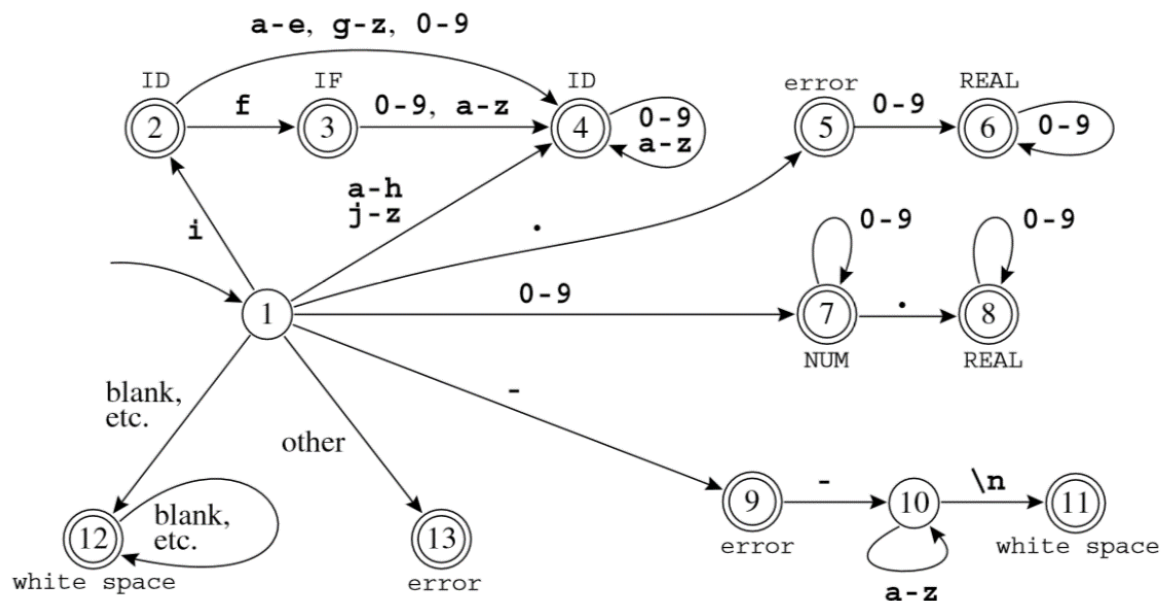 a-e, g-z, 0-9
ID
IF
ID
error
REAL
2
f
3
0-9, a-z
4
0-9
a-z
5
0-9
6
0-9
i
a-h
j-z
.
0-9
0-9
0-9
1
7
.
8
NUM
REAL
blank,
etc.
other
-
blank,
etc.
12
13
9
-
10
\n
11
white space
error
error
white space
a-z